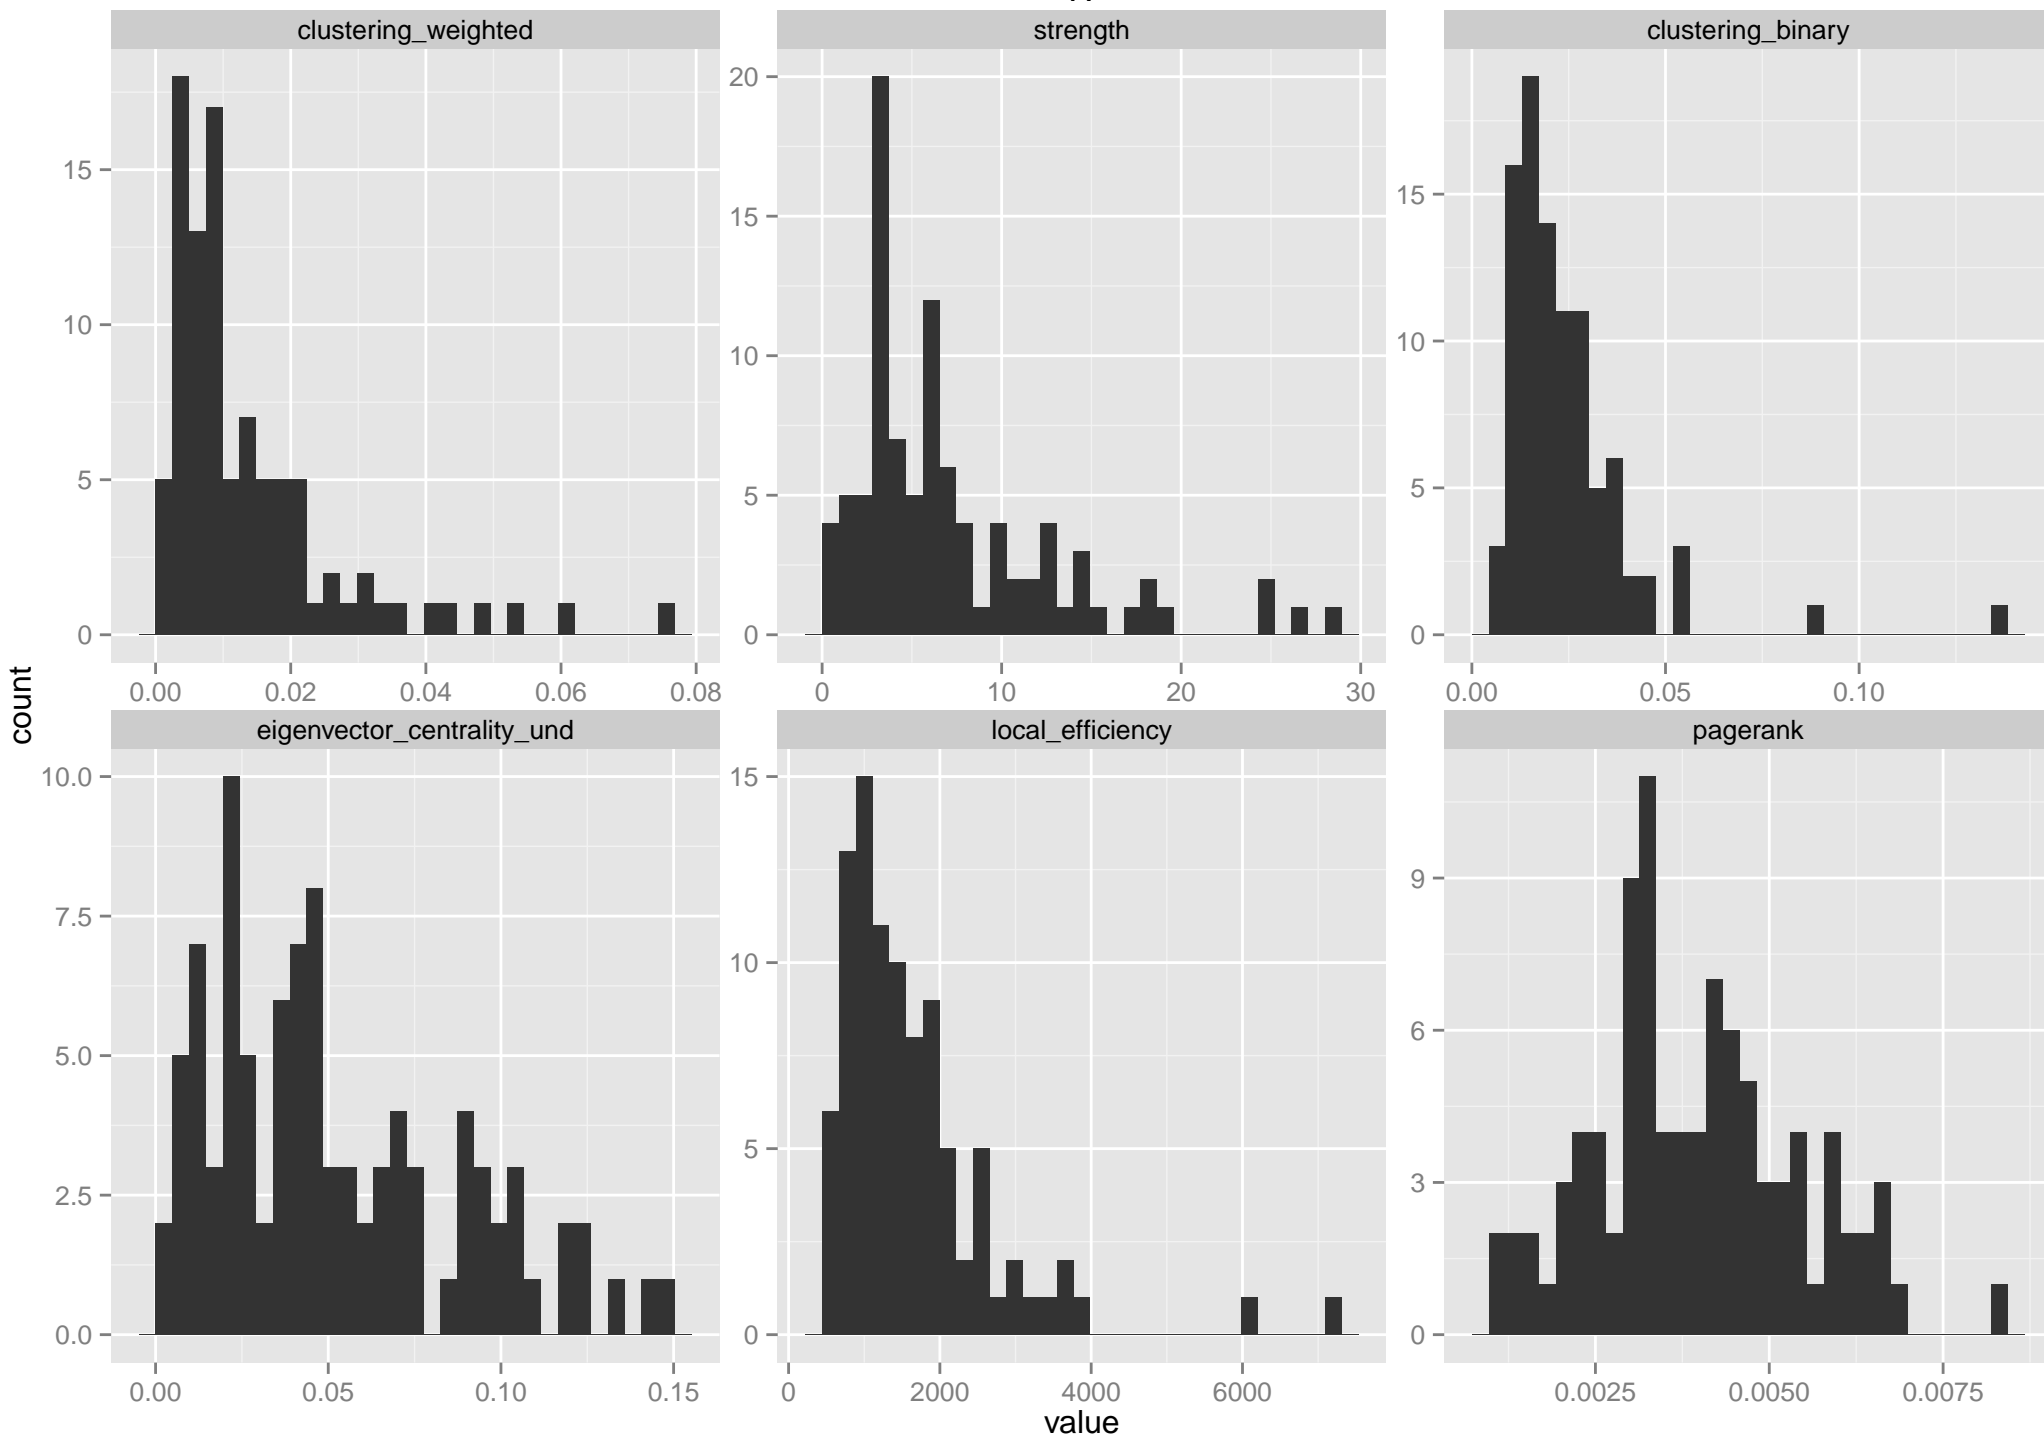 clustering_weighted
strength
clustering_binary
15
10
5
0
20
15
10
5
0
15
10
5
0
0.00 0.02 0.04 0.06 0.08
0 10 20 30
0.00 0.05 0.10
count
eigenvector_centrality_und
local_efficiency
pagerank
10.0
7.5
5.0
2.5
0.0
15
10
5
0
9
6
3
0
0.00 0.05 0.10 0.15
0 2000 4000 6000
0.0025 0.0050 0.0075
value